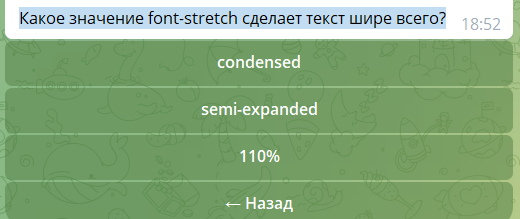 Какое значение font-stretch сделает текст шире всего?
18:52
condensed
semi-expanded
110%
← Назад